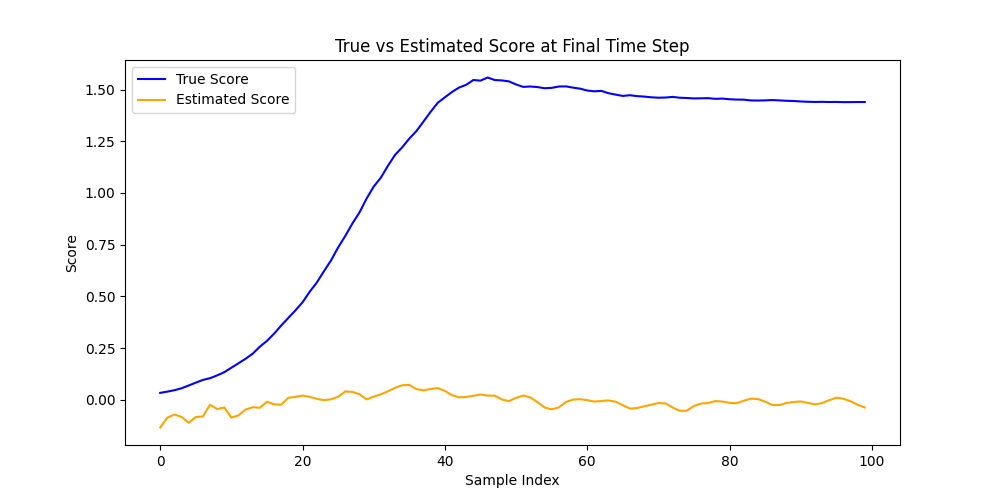 True vs Estimated Score at Final Time Step
True Score
Estimated Score
1.50
1.25
1.00
0.75
0.50
0.25
0.00
Score
0 20 40 60 80 100
Sample Index